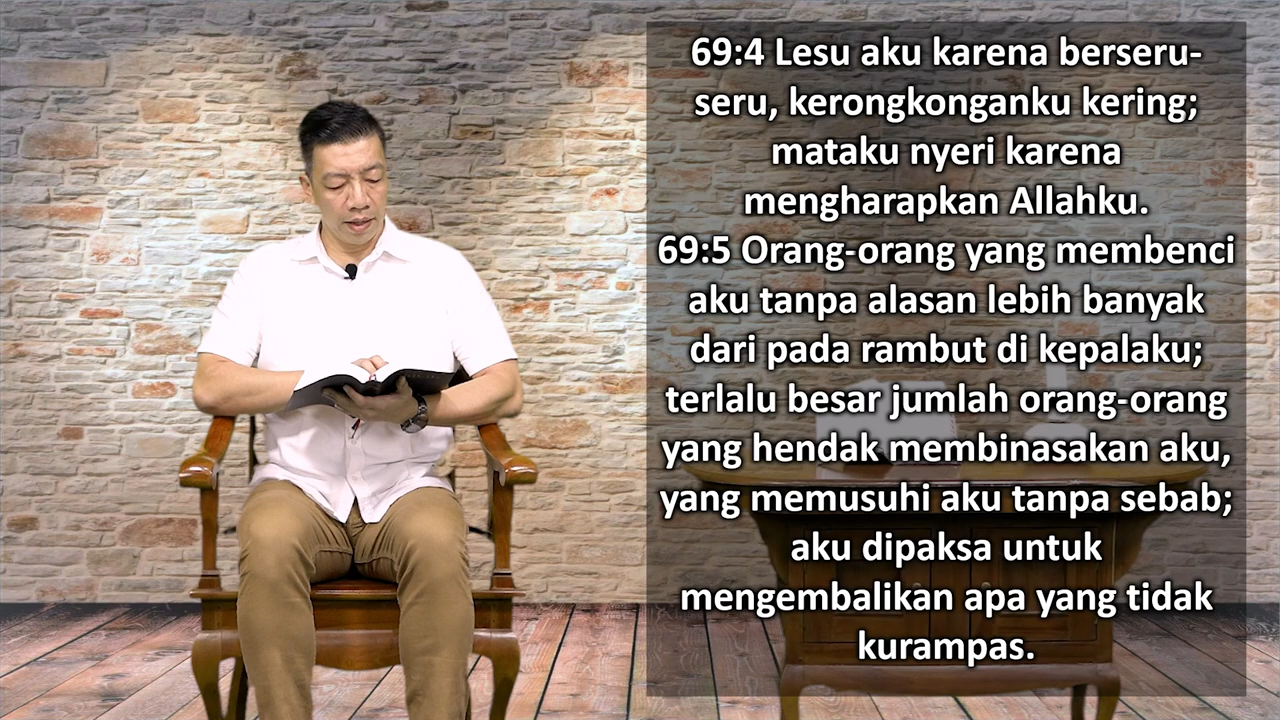 69:4 Lesu aku karena berseru-
seru, kerongkonganku kering;
mataku nyeri karena
mengharapkan Allahku.
69:5 Orang-orang yang membenci
aku tanpa alasan lebih banyak
dari pada rambut di kepalaku;
terlalu besar jumlah orang-orang
yang hendak membinasakan aku,
yang memusuhi aku tanpa sebab;
aku dipaksa untuk
mengembalikan apa yang tidak
kurampas.